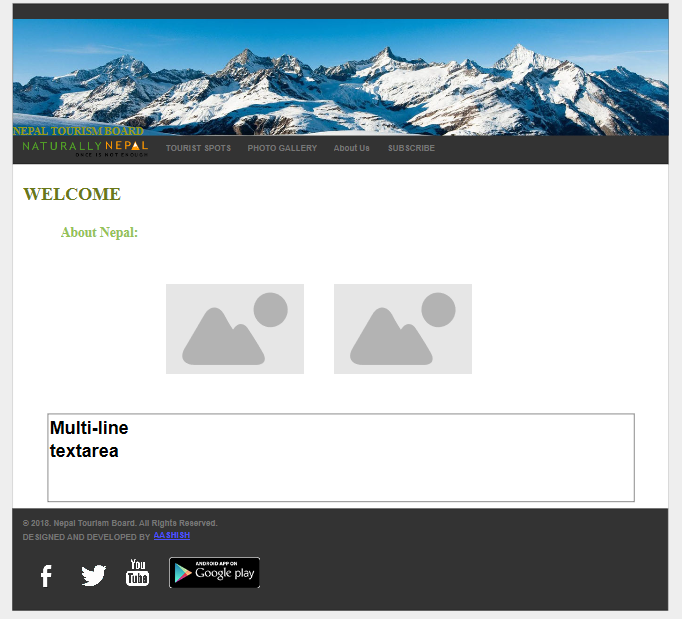 NEPAL TOURISM BOARD
NATURALLY NEPAL
ONCE IS NOT ENOUGH
TOURIST SPOTS PHOTO GALLERY About Us SUBSCRIBE
WELCOME
About Nepal:
Multi-line
textarea
© 2018. Nepal Tourism Board. All Rights Reserved.
DESIGNED AND DEVELOPED BY AASHISH
You
Tube
ANDROID APP ON
Google play